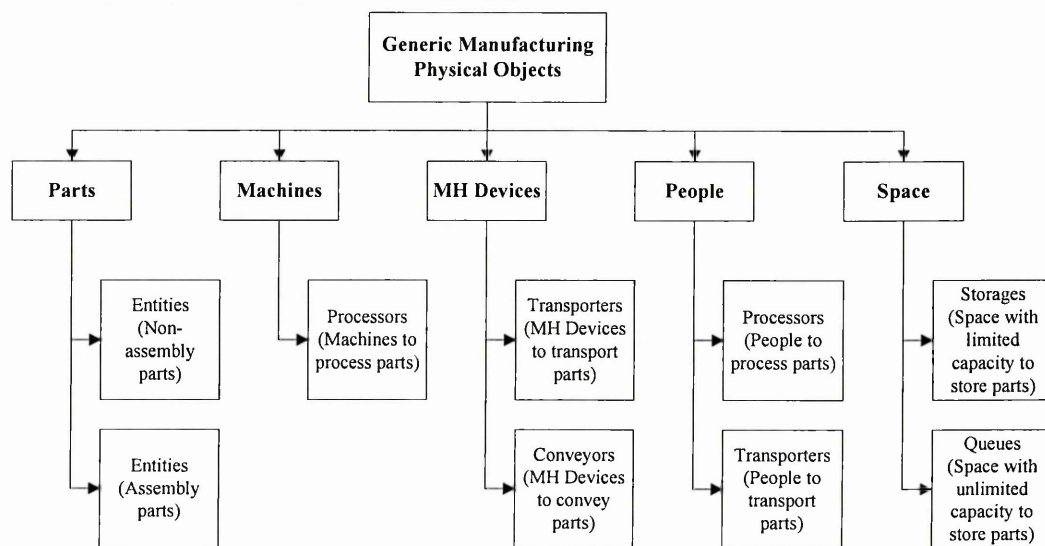 Generic Manufacturing
Physical Objects
Parts
Machines
MH Devices
People
Space
Entities
(Non-
assembly
parts)
Processors
(Machines to
process parts)
Transporters
(MH Devices
to transport
parts)
Processors
(People to
process parts)
Storages
(Space with
limited
capacity to
store parts)
Entities
(Assembly
parts)
Conveyors
(MH Devices
to convey
parts)
Transporters
(People to
transport
parts)
Queues
(Space with
unlimited
capacity to
store parts)